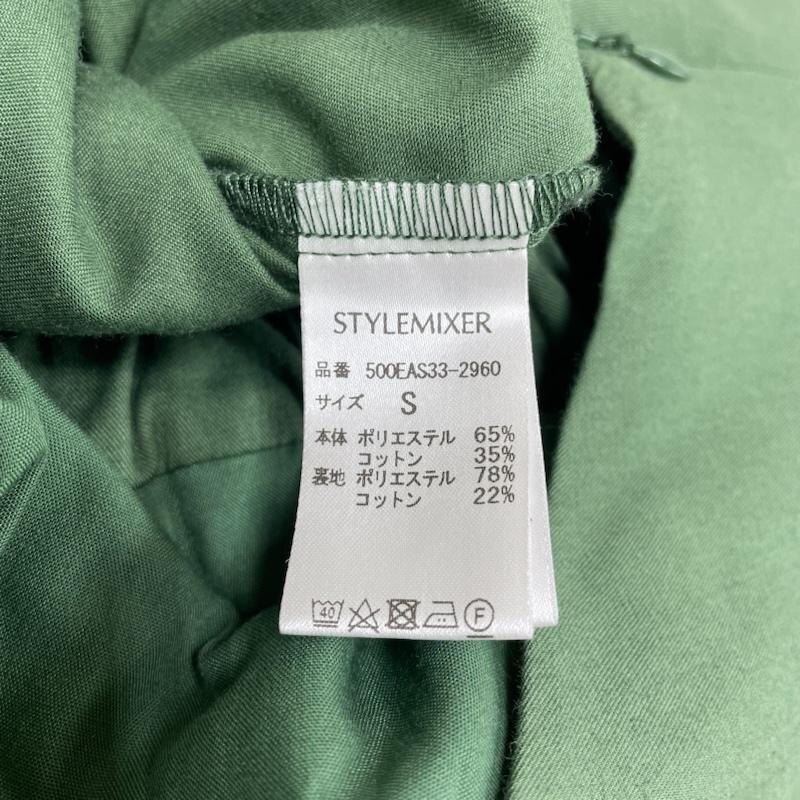 STYLEMIXER
品番 500EAS33-2960
サイズ S
本体 ポリエステル 65%
コットン 35%
裏地 ポリエステル 78%
コットン 22%
40 F